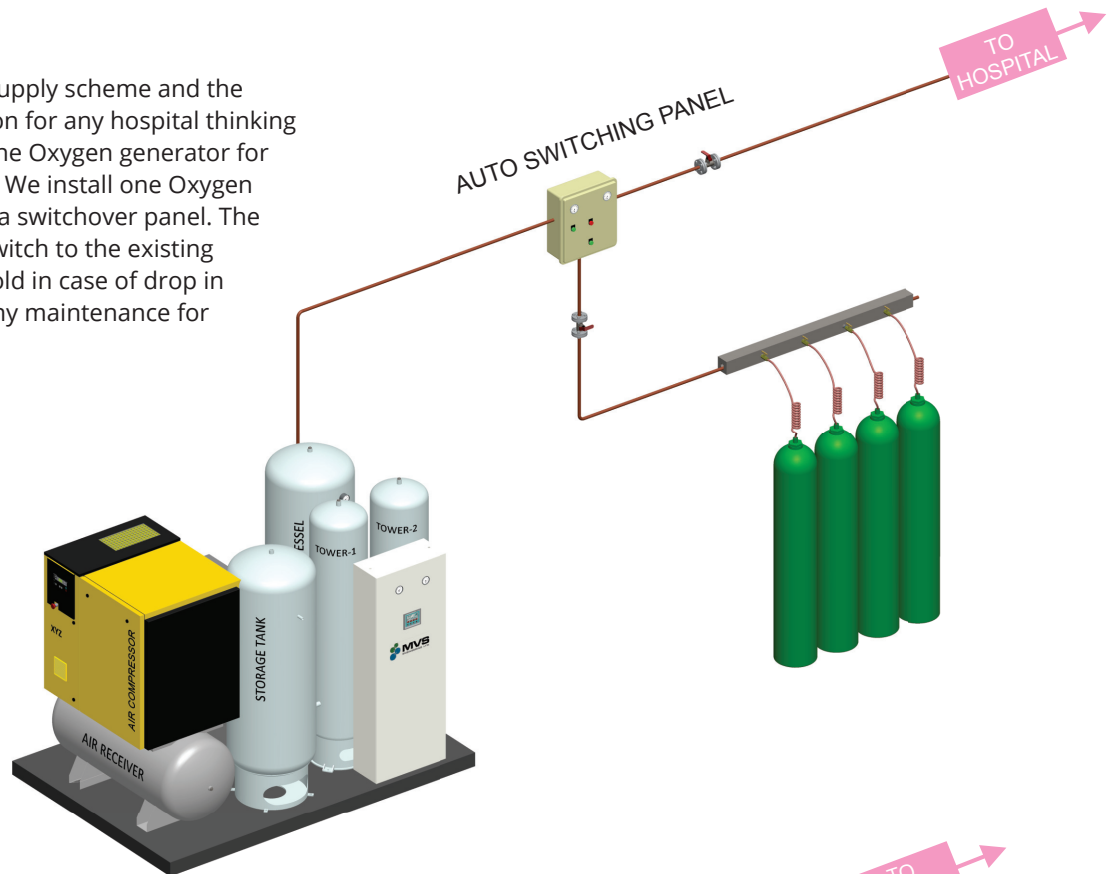 upply scheme and the
on for any hospital thinking
ne Oxygen generator for
We install one Oxygen
a switchover panel. The
witch to the existing
old in case of drop in
ny maintenance for
TO
HOSPITAL
AUTO SWITCHING PANEL
ESSEL
TOWER-1
TOWER-2
STORAGE TANK
MVS
XYZ
AIR COMPRESSOR
AIR RECEIVER
TO